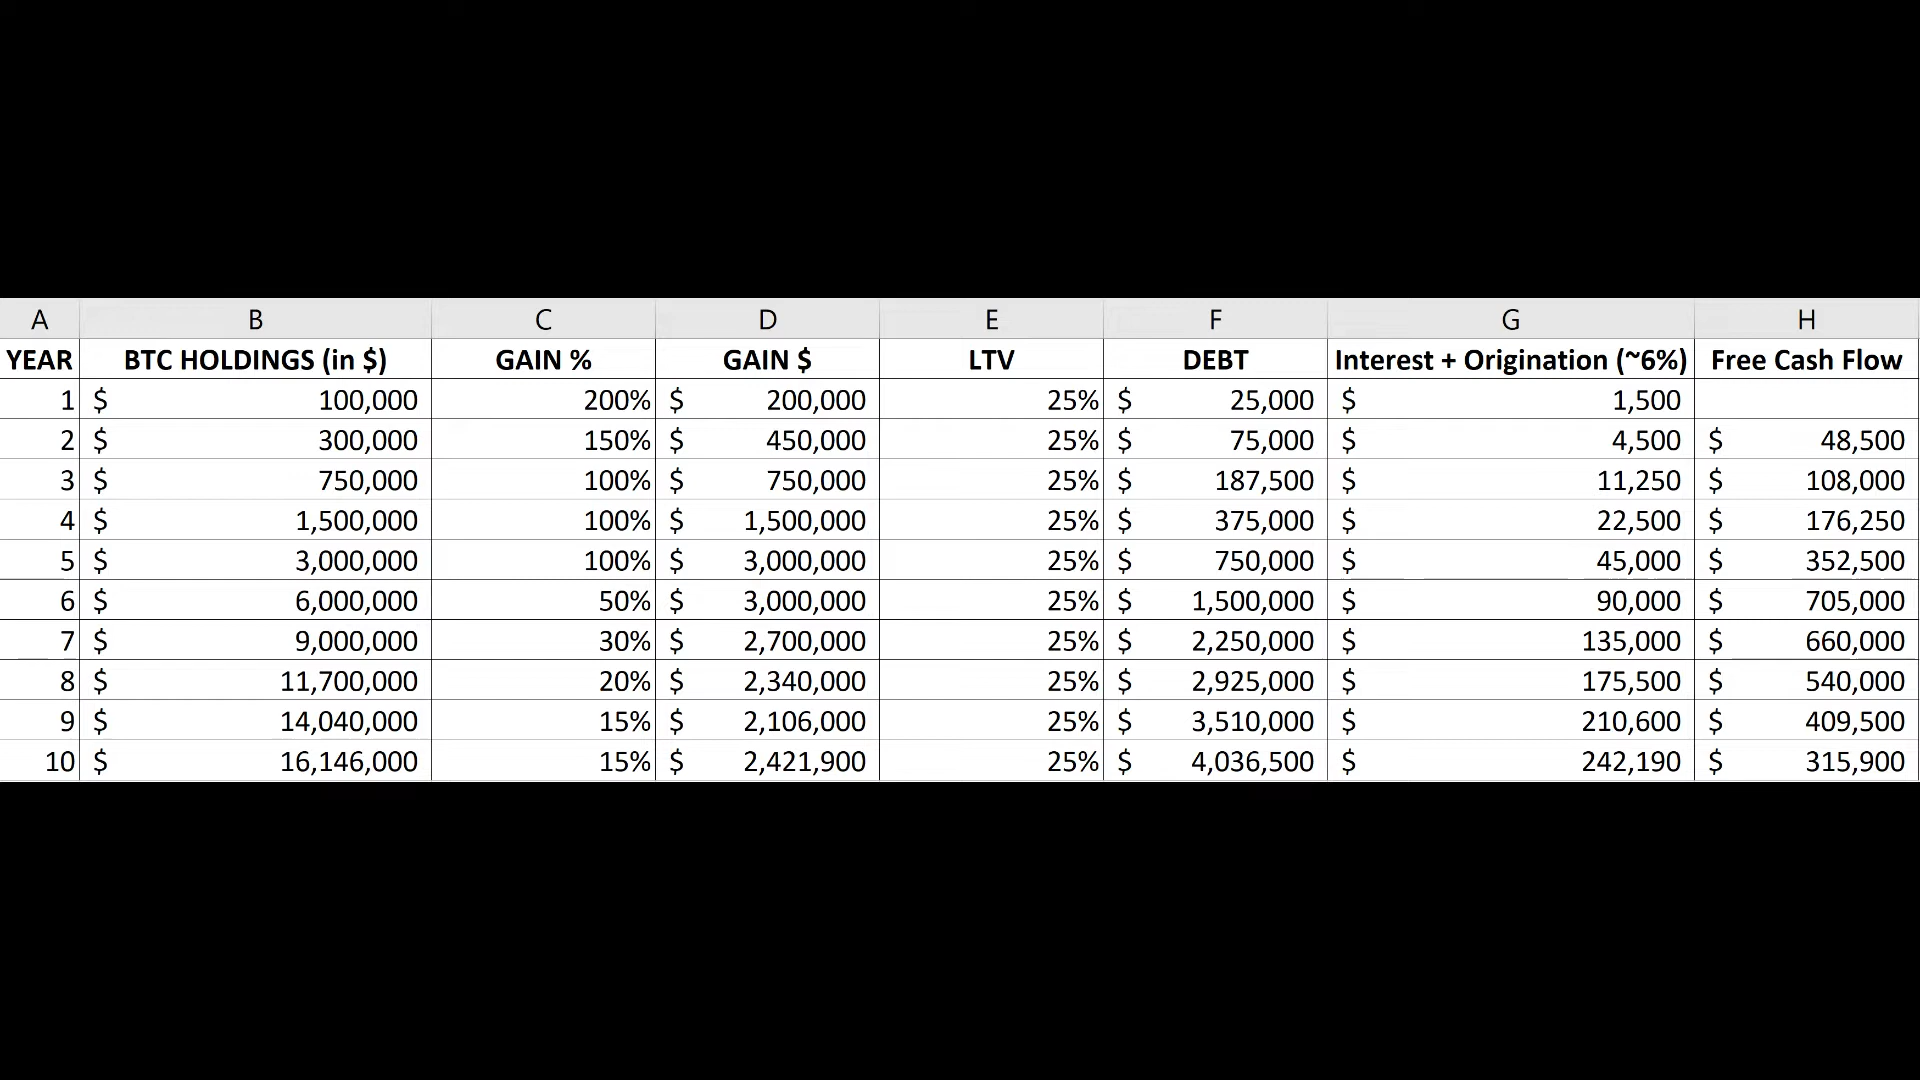 A B C D E F G H
YEAR BTC HOLDINGS (in $) GAIN % GAIN $ LTV DEBT Interest + Origination (~6%) Free Cash Flow
1 $ 100,000 200% $ 200,000 25% $ 25,000 $ 1,500
2 $ 300,000 150% $ 450,000 25% $ 75,000 $ 4,500 $ 48,500
3 $ 750,000 100% $ 750,000 25% $ 187,500 $ 11,250 $ 108,000
4 $ 1,500,000 100% $ 1,500,000 25% $ 375,000 $ 22,500 $ 176,250
5 $ 3,000,000 100% $ 3,000,000 25% $ 750,000 $ 45,000 $ 352,500
6 $ 6,000,000 50% $ 3,000,000 25% $ 1,500,000 $ 90,000 $ 705,000
7 $ 9,000,000 30% $ 2,700,000 25% $ 2,250,000 $ 135,000 $ 660,000
8 $ 11,700,000 20% $ 2,340,000 25% $ 2,925,000 $ 175,500 $ 540,000
9 $ 14,040,000 15% $ 2,106,000 25% $ 3,510,000 $ 210,600 $ 409,500
10 $ 16,146,000 15% $ 2,421,900 25% $ 4,036,500 $ 242,190 $ 315,900